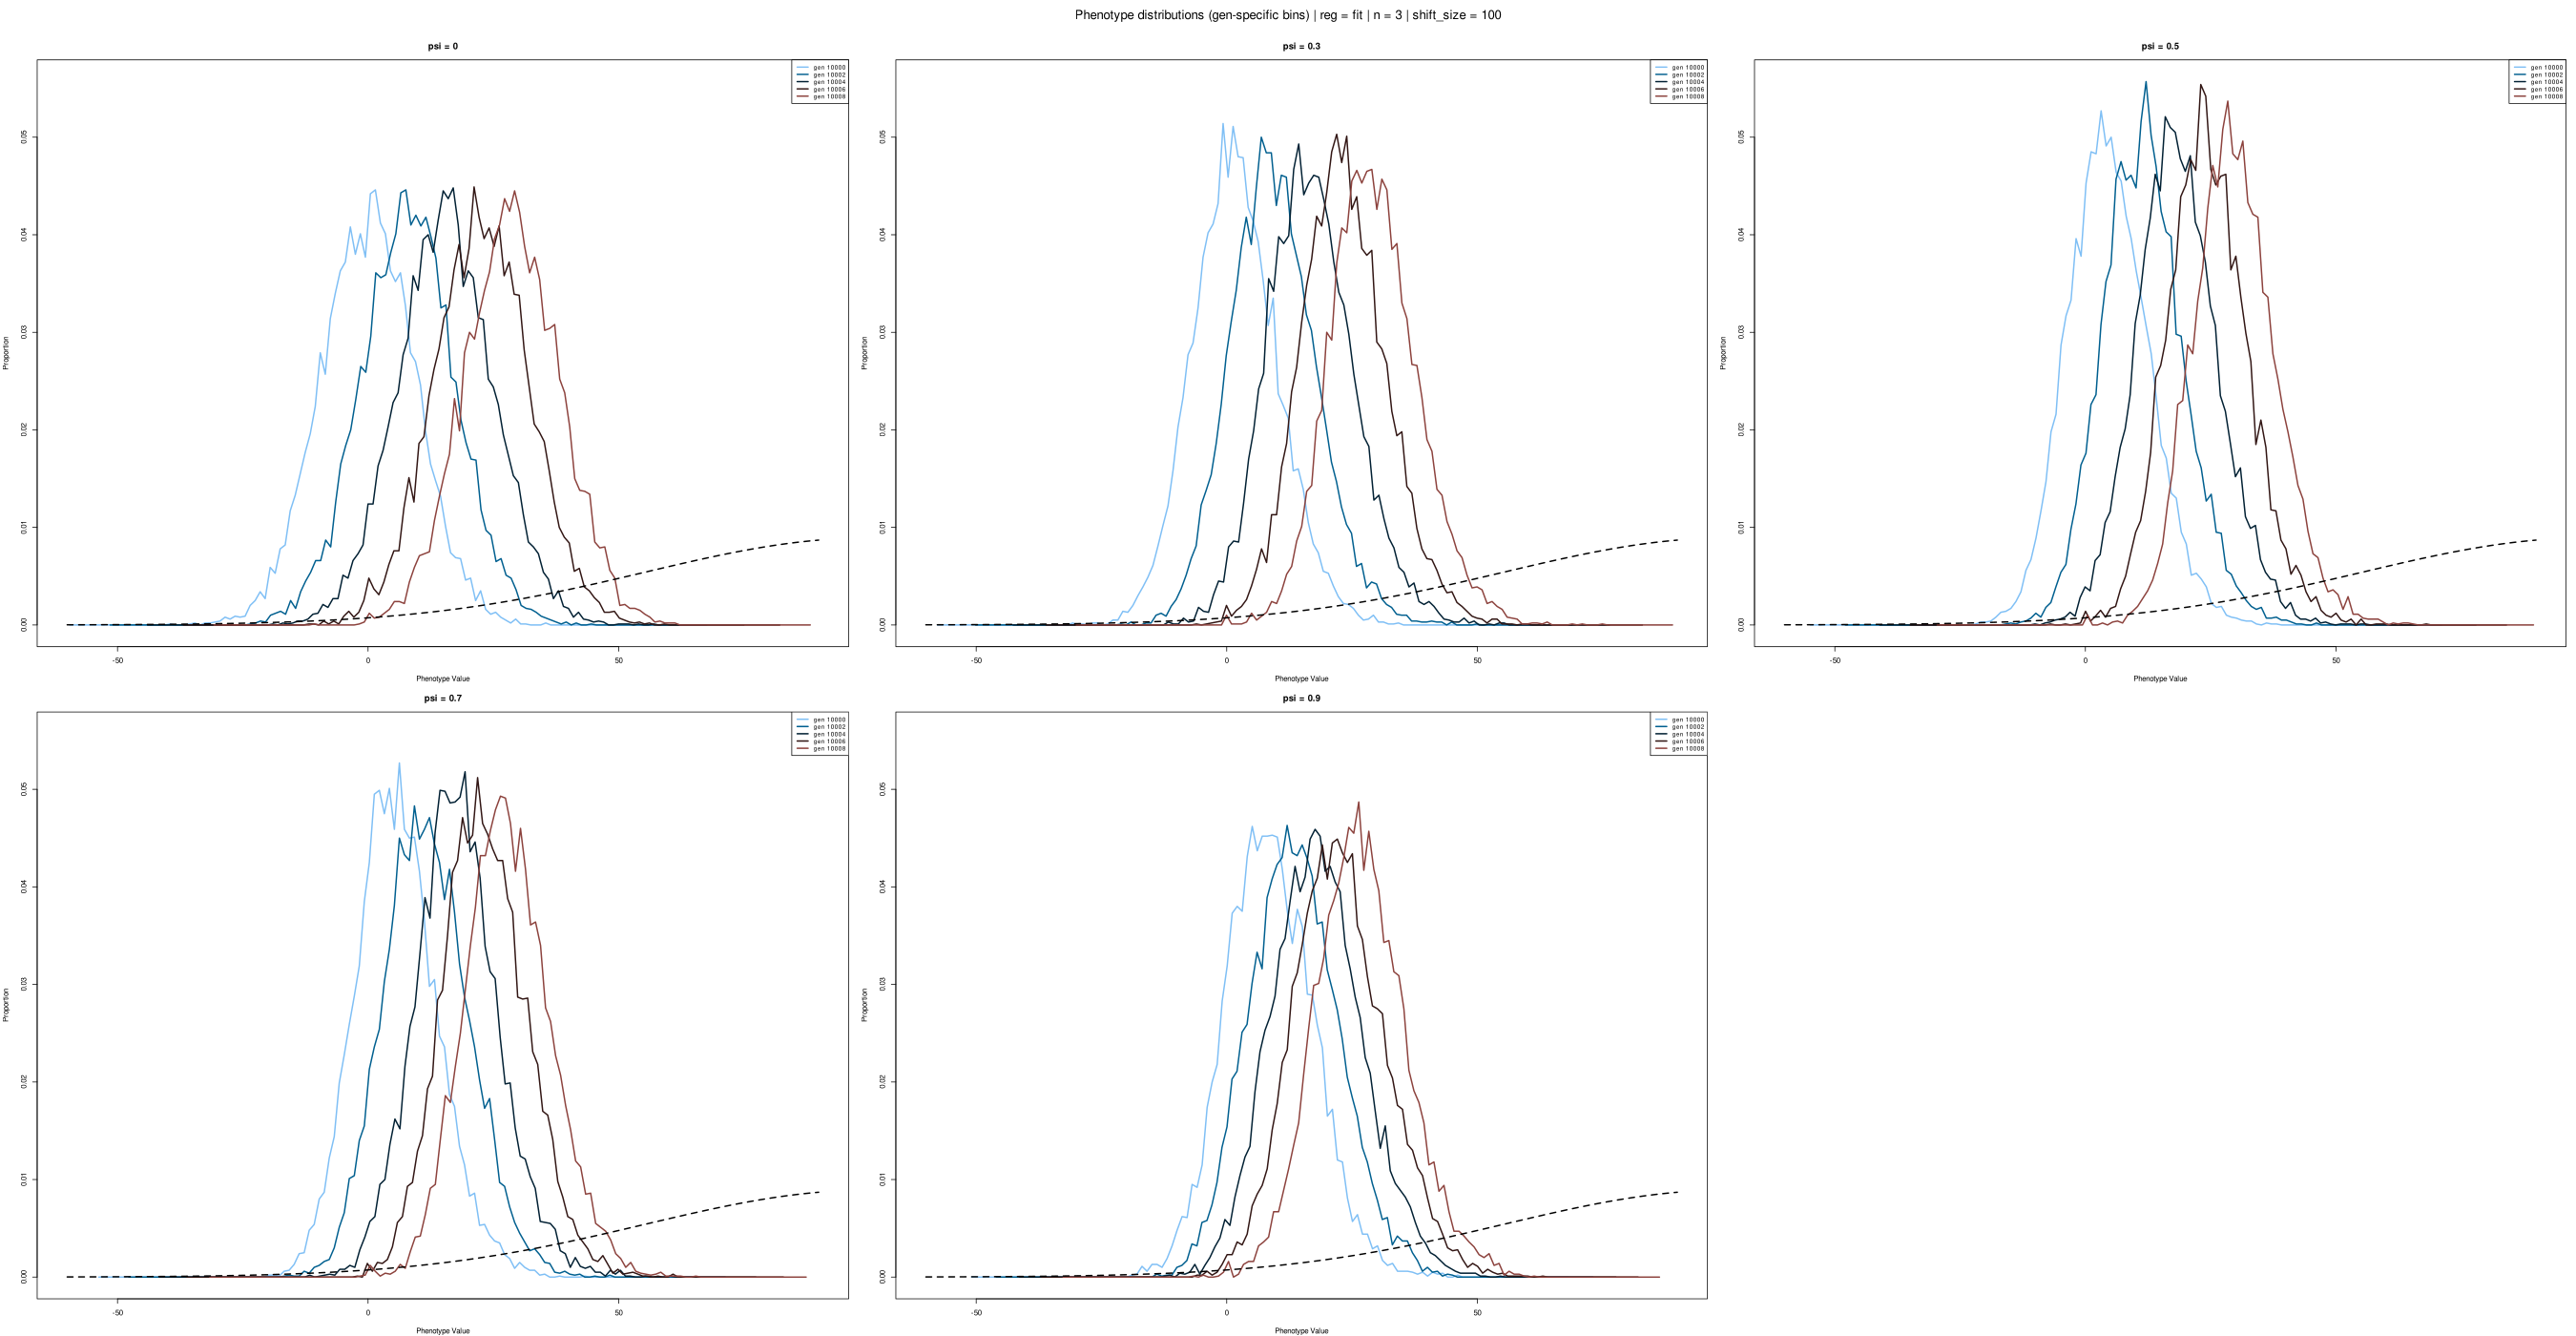 Phenotype distributions (gen-specific bins) | reg = fit | n = 3 | shift_size = 100
psi = 0
gen 10000
gen 10002
gen 10004
gen 10006
gen 10008
Proportion
0.05
0.04
0.03
0.02
0.01
0.00
-50
0
50
Phenotype Value
psi = 0.3
gen 10000
gen 10002
gen 10004
gen 10006
gen 10008
Proportion
0.05
0.04
0.03
0.02
0.01
0.00
-50
0
50
Phenotype Value
psi = 0.5
gen 10000
gen 10002
gen 10004
gen 10006
gen 10008
Proportion
0.05
0.04
0.03
0.02
0.01
0.00
-50
0
50
Phenotype Value
psi = 0.7
gen 10000
gen 10002
gen 10004
gen 10006
gen 10008
Proportion
0.05
0.04
0.03
0.02
0.01
0.00
-50
0
50
Phenotype Value
psi = 0.9
gen 10000
gen 10002
gen 10004
gen 10006
gen 10008
Proportion
0.05
0.04
0.03
0.02
0.01
0.00
-50
0
50
Phenotype Value